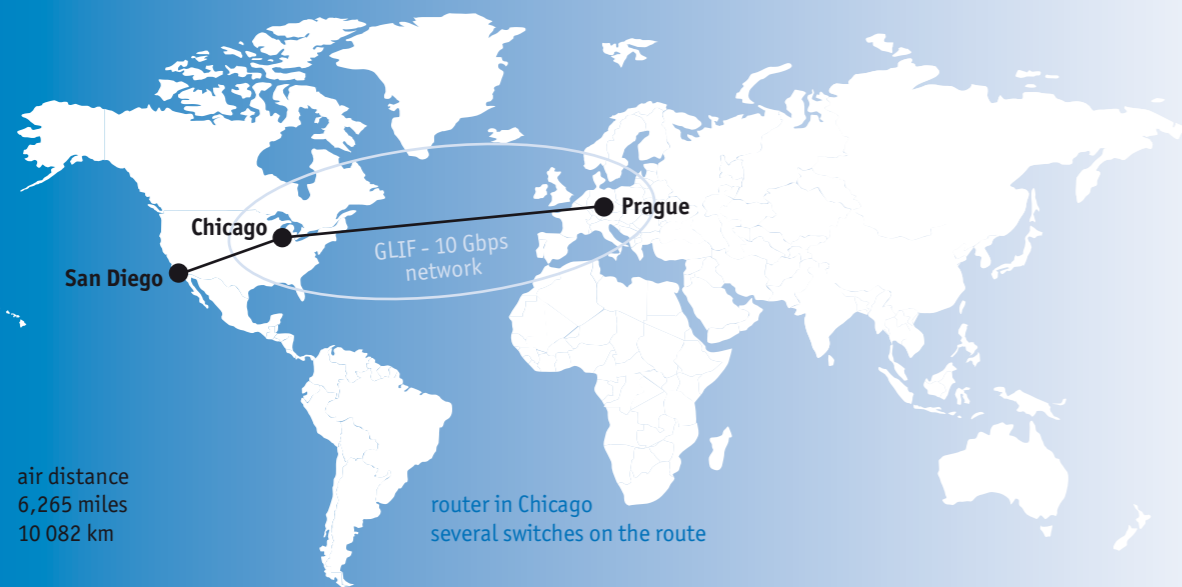 Chicago
Prague
GLIF - 10 Gbps
network
San Diego
air distance
6,265 miles
10 082 km
router in Chicago
several switches on the route